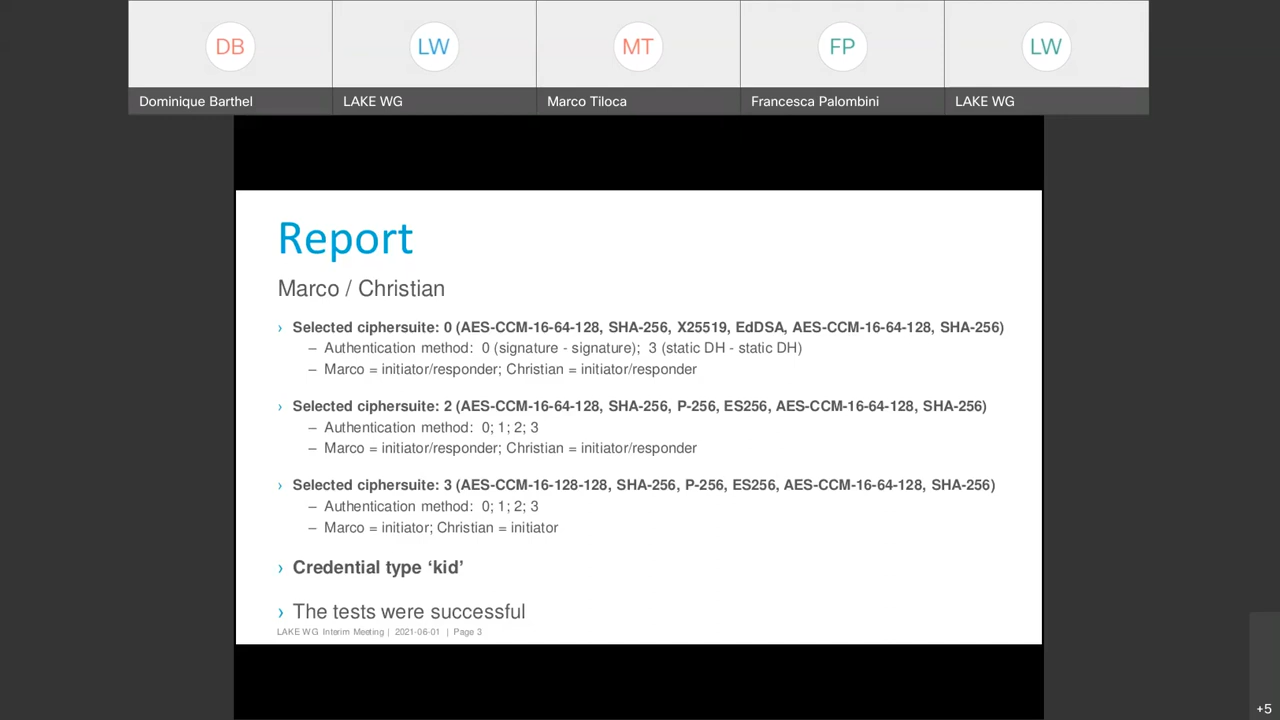 DB
LW
MT
FP
LW
Dominique Barthel
LAKE WG
Marco Tiloca
Francesca Palombini
LAKE WG
Report
Marco / Christian
› Selected ciphersuite: 0 (AES-CCM-16-64-128, SHA-256, X25519, EdDSA, AES-CCM-16-64-128, SHA-256)
– Authentication method: 0 (signature - signature); 3 (static DH - static DH)
– Marco = initiator/responder; Christian = initiator/responder
› Selected ciphersuite: 2 (AES-CCM-16-64-128, SHA-256, P-256, ES256, AES-CCM-16-64-128, SHA-256)
– Authentication method: 0; 1; 2; 3
– Marco = initiator/responder; Christian = initiator/responder
› Selected ciphersuite: 3 (AES-CCM-16-128-128, SHA-256, P-256, ES256, AES-CCM-16-64-128, SHA-256)
– Authentication method: 0; 1; 2; 3
– Marco = initiator; Christian = initiator
› Credential type ‘kid’
› The tests were successful
LAKE WG Interim Meeting | 2021-06-01 | Page 3
+5